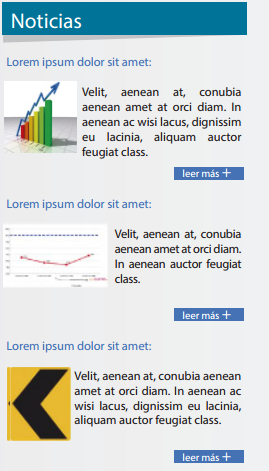 Noticias
Lorem ipsum dolor sit amet:
Velit, aenean at, conubia
aenean amet at orci diam. In
aenean ac wisi lacus, dignissim
eu lacinia, aliquam auctor
feugiat class.
leer más +
Lorem ipsum dolor sit amet:
Velit, aenean at, conubia
aenean amet at orci diam.
In aenean auctor feugiat
class.
leer más +
Lorem ipsum dolor sit amet:
Velit, aenean at, conubia aenean
amet at orci diam. In aenean ac
wisi lacus, dignissim eu lacinia,
aliquam auctor feugiat class.
leer más +